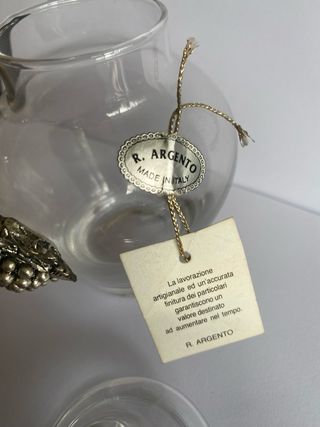 R. ARGENTO
MADE IN ITALY
La lavorazione
artigianale ed un'accurata
finitura dei particolari
garantiscono un
valore destinato
ad aumentare nel tempo.
R. ARGENTO